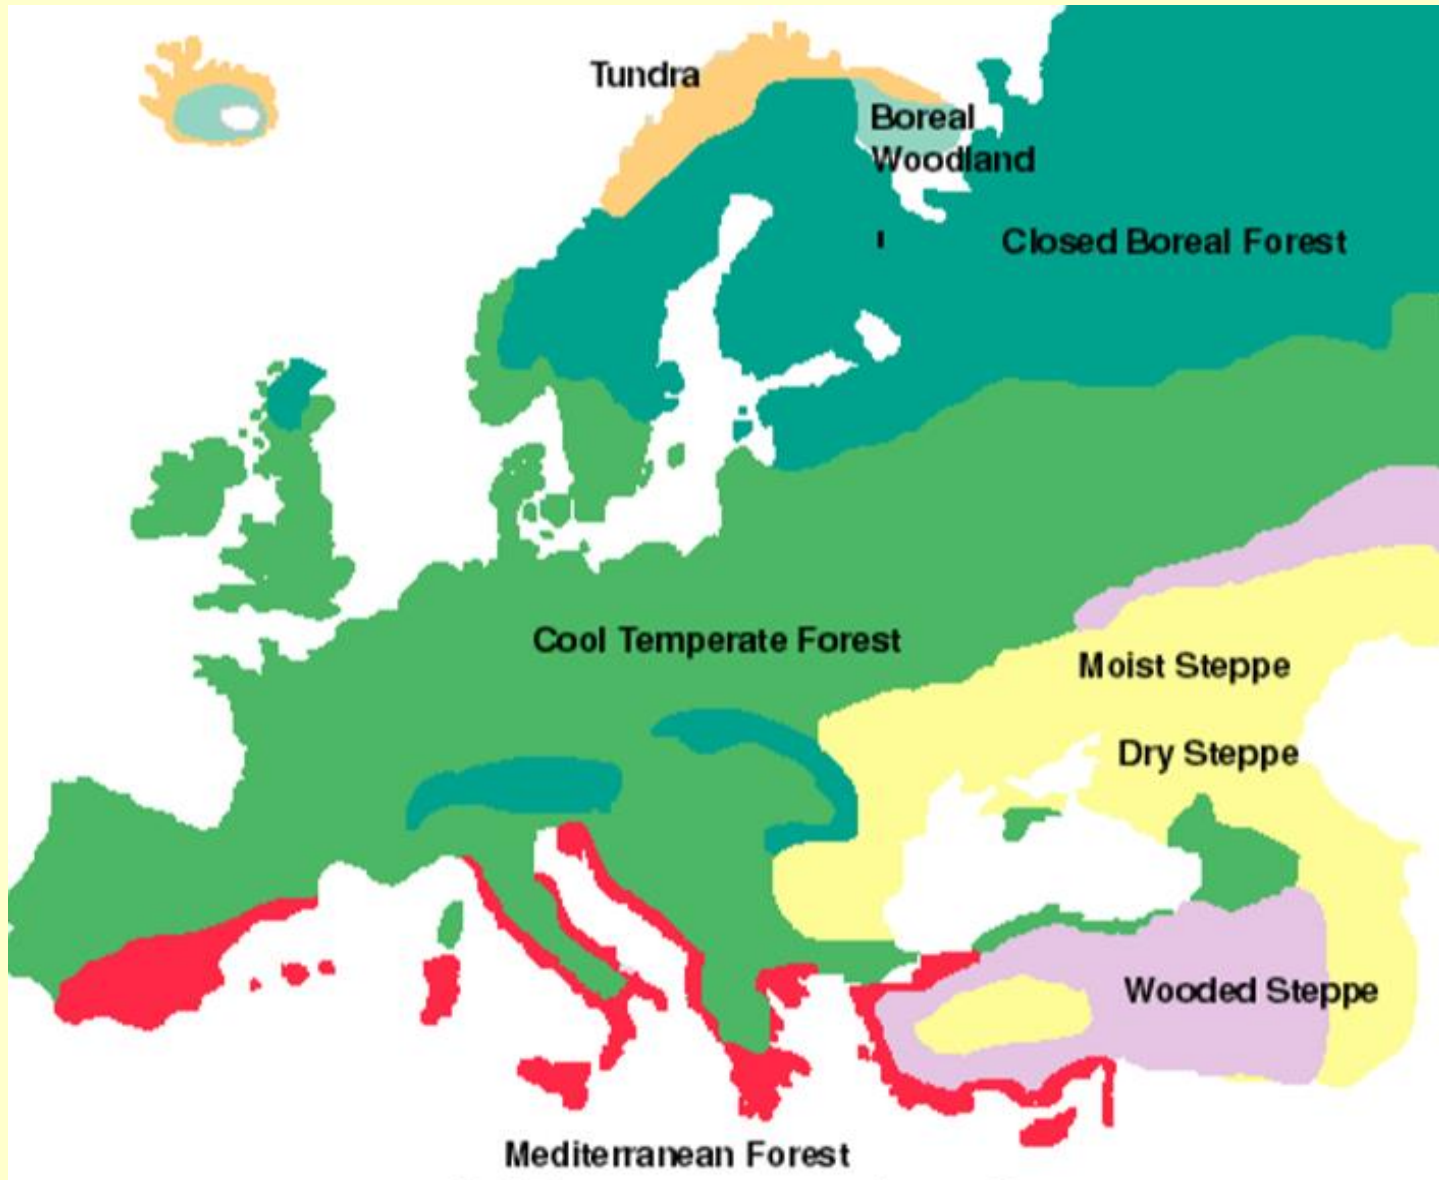 Tundra
Boreal
Woodland
Closed Boreal Forest
Cool Temperate Forest
Moist Steppe
Dry Steppe
Wooded Steppe
Mediterranean Forest